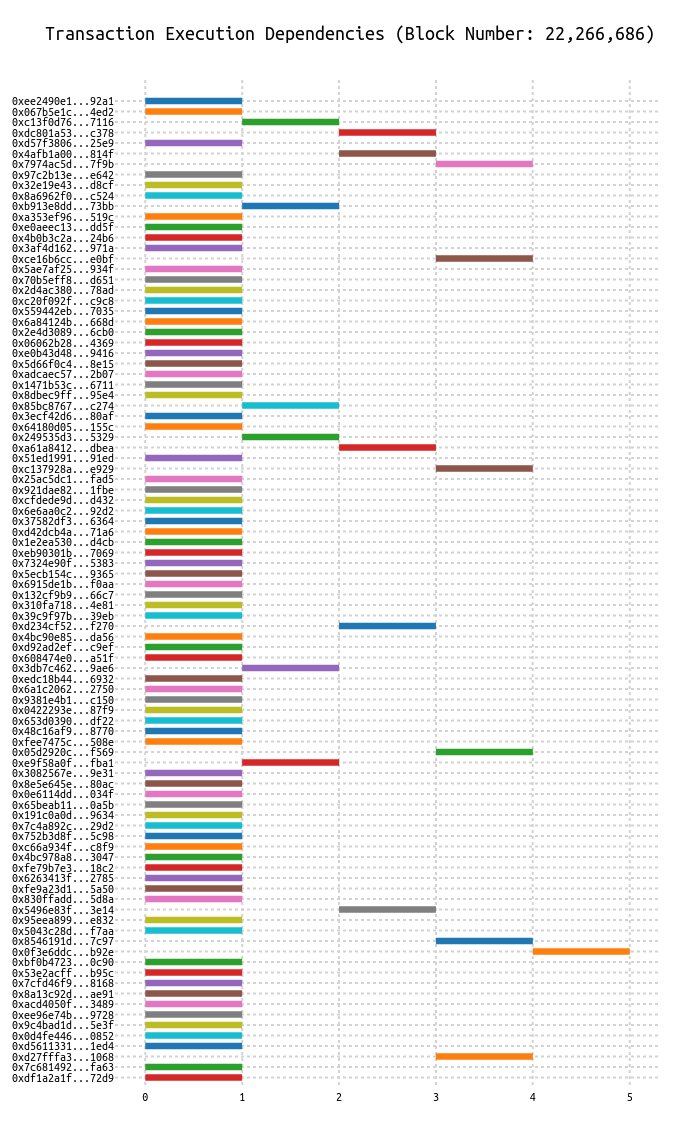 Transaction Execution Dependencies (Block Number: 22,266,686)
0xee2490e1...92a1
0x067b5e1c...4ed2
0xc13f0d76...7116
0xdc801a53...c378
0xd57f3806...25e9
0x4afb1a00...814f
0x7974ac5d...7f9b
0x97c2b13e...e642
0x32e19e43...d8cf
0x8a6962f0...c524
0xb913e8dd...73bb
0xa353ef96...519c
0xe0aeec13...dd5f
0x4b0b3c2a...24b6
0x3af4d162...971a
0xce16b6cc...e0bf
0x5ae7af25...934f
0x70b5eff8...d651
0x2d4ac380...78ad
0xc20f092f...c9c8
0x559442eb...7035
0x6a84124b...668d
0x2e4d3089...6cb0
0x06062b28...4369
0xe0b43d48...9416
0x5d66f0c4...8e15
0xadcaec57...2b07
0x1471b53c...6711
0x8dbec9ff...95e4
0x85bc8767...c274
0x3ecf42d6...80af
0x64180d05...155c
0x249535d3...5329
0xa61a8412...dbea
0x51ed1991...91ed
0xc137928a...e929
0x25ac5dc1...fad5
0x921dae82...1fbe
0xcfdede9d...d432
0x6e6aa0c2...92d2
0x37582df3...6364
0xd42dcb4a...71a6
0x1e2ea530...d4cb
0xeb90301b...7069
0x7324e90f...5383
0x5ecb154c...9365
0x6915de1b...f0aa
0x132cf9b9...66c7
0x310fa718...4e81
0x39c9f97b...39eb
0xd234cf52...f270
0x4bc90e85...da56
0xd92ad2ef...c9ef
0x608474e0...a51f
0x3db7c462...9ae6
0xedc18b44...6932
0x6a1c2062...2750
0x9381e4b1...c150
0x0422293e...87f9
0x653d0390...df22
0x48c16af9...8770
0xfee7475c...508e
0x05d2920c...f569
0xe9f58a0f...fba1
0x3082567e...9e31
0x8e5e645e...80ac
0x0e6114dd...034f
0x65beab11...0a5b
0x191c0a0d...9634
0x7c4a892c...29d2
0x752b3d8f...5c98
0xc66a934f...c8f9
0x4bc978a8...3047
0xfe79b7e3...18c2
0x6263413f...2785
0xfe9a23d1...5a50
0x830ffadd...5d8a
0x5496e83f...3e14
0x95eea899...e832
0x5043c28d...f7aa
0x8546191d...7c97
0x0f3e6ddc...b92e
0xbf0b4723...0c90
0x53e2acff...b95c
0x7cfd46f9...8168
0x8a13c92d...ae91
0xacd4050f...3489
0xee96e74b...9728
0x9c4bad1d...5e3f
0x0d4fe446...0852
0xd5611331...1ed4
0xd27fffa3...1068
0x7c681492...fa63
0xdf1a2a1f...72d9
0 1 2 3 4 5